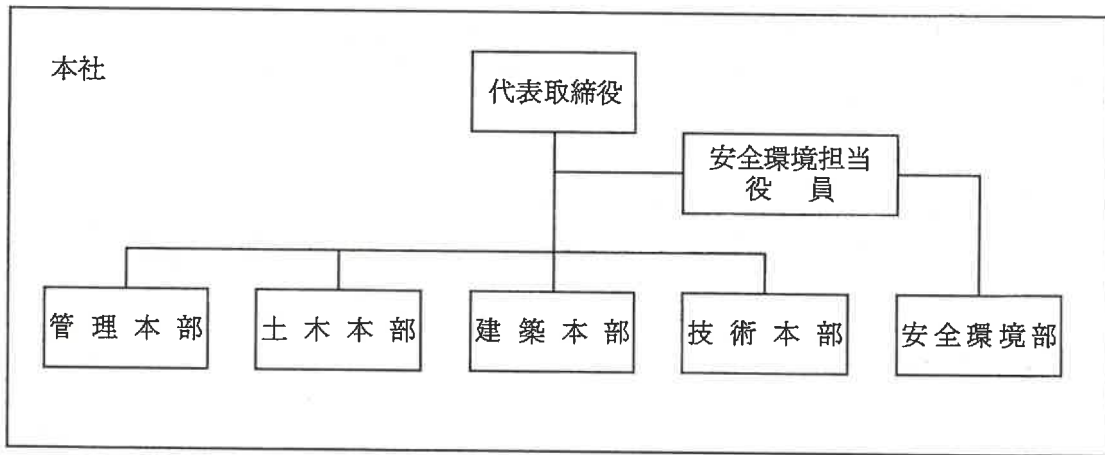 本社
代表取締役
安全環境担当
役員
管理本部
土木本部
建築本部
技術本部
安全環境部